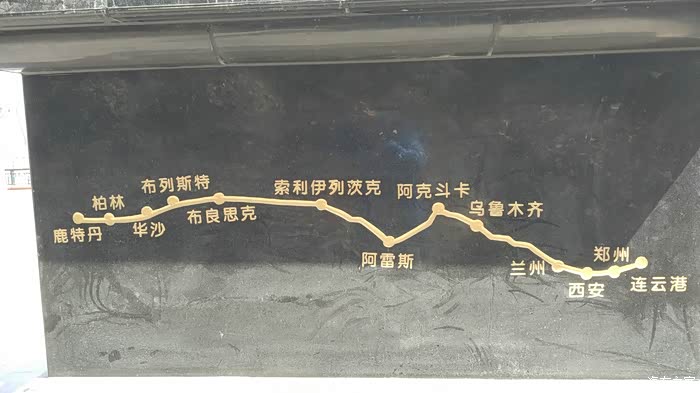 鹿特丹
柏林
华沙
布列斯特
布良思克
索利伊列茨克
阿雷斯
阿克斗卡
乌鲁木齐
兰州
西安
郑州
连云港